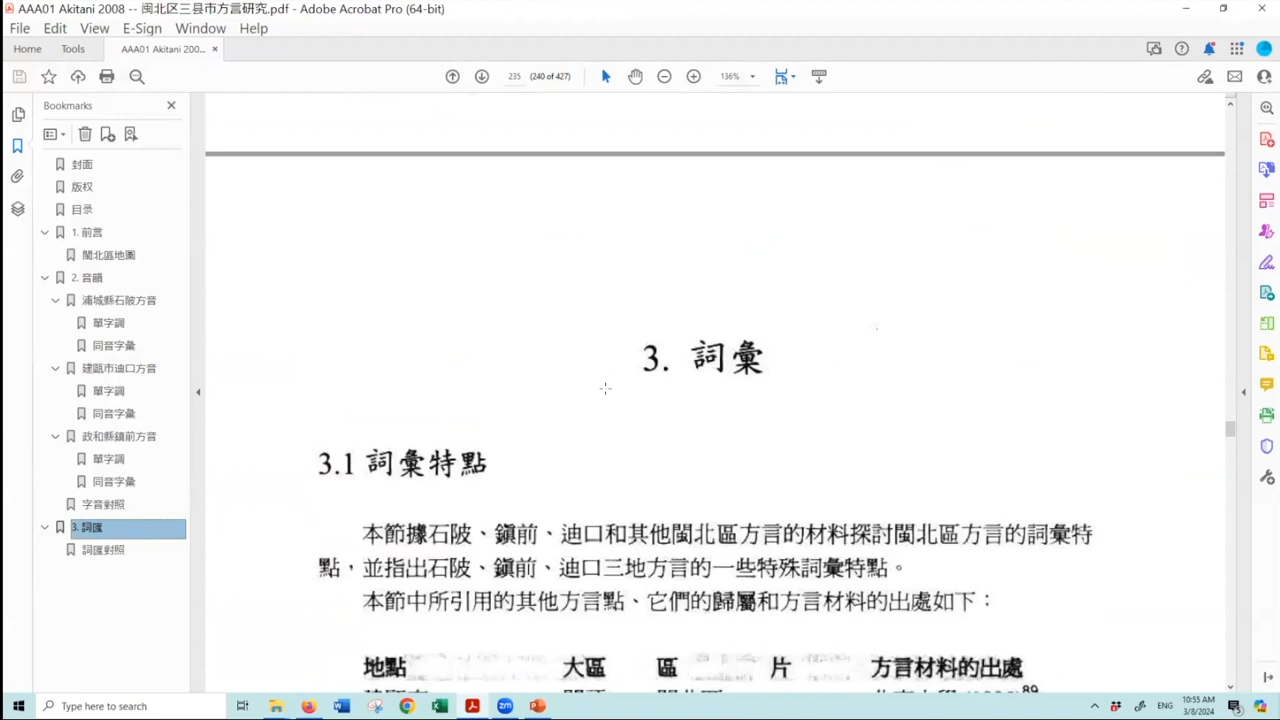 AAA01 Akitani 2008 -- 闽北区三县市方言研究.pdf - Adobe Acrobat Pro (64-bit)
File Edit View E-Sign Window Help
Home Tools AAA01 Akitani 200... ×
235 (240 of 427) 136%
Bookmarks
封面
版权
目录
1. 前言
閩北區地圖
2. 音韻
浦城縣石陂方音
單字調
同音字彙
建甌市迪口方音
單字調
同音字彙
政和縣鎮前方音
單字調
同音字彙
字音對照
3. 詞匯
詞匯對照
3. 詞彙
3.1 詞彙特點
本節據石陂、鎮前、迪口和其他閩北區方言的材料探討閩北區方言的詞彙特
點，並指出石陂、鎮前、迪口三地方言的一些特殊詞彙特點。
本節中所引用的其他方言點、它們的歸屬和方言材料的出處如下：
地點 大區 區 片 方言材料的出處
Type here to search
ENG
10:55 AM
3/8/2024